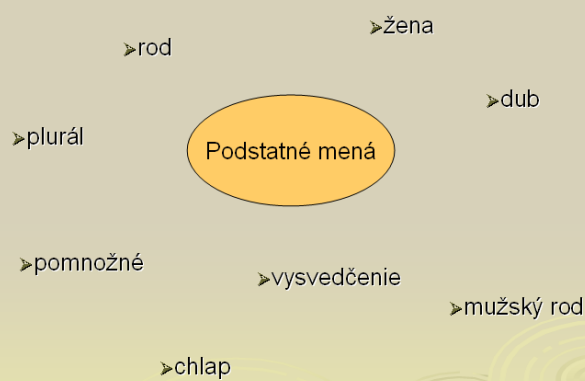 žena
rod
dub
plurál
Podstatné mená
pomnožné
vysvedčenie
mužský rod
chlap